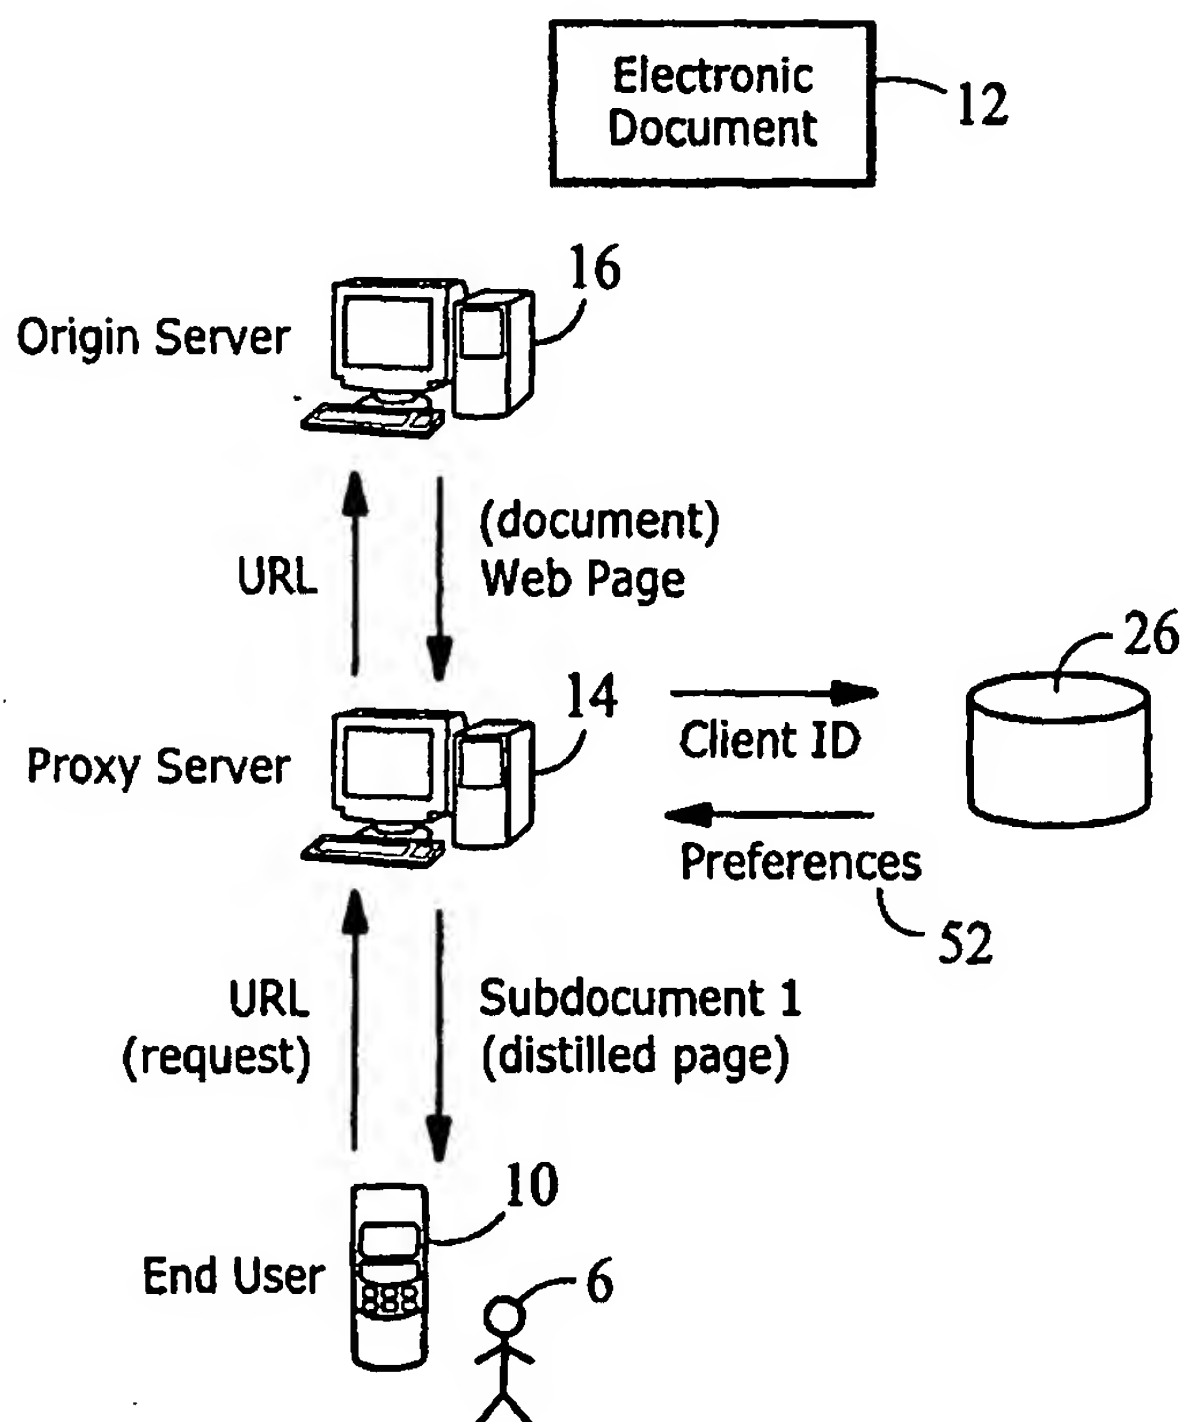 Electronic
Document
12
16
Origin Server
(document)
URL
Web Page
26
14
Client ID
Proxy Server
Preferences
52
URL
(request)
Subdocument 1
(distilled page)
10
End User
6